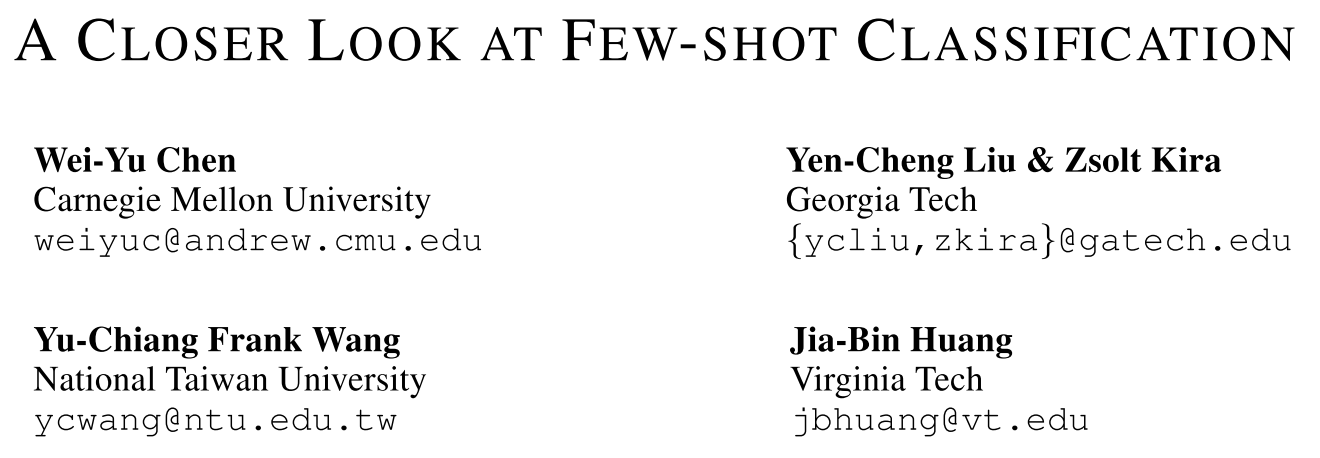 A CLOSER LOOK AT FEW-SHOT CLASSIFICATION
Wei-Yu Chen
Carnegie Mellon University
weiyuc@andrew.cmu.edu
Yen-Cheng Liu & Zsolt Kira
Georgia Tech
{ycliu,zkira}@gatech.edu
Yu-Chiang Frank Wang
National Taiwan University
ycwang@ntu.edu.tw
Jia-Bin Huang
Virginia Tech
jbhuang@vt.edu